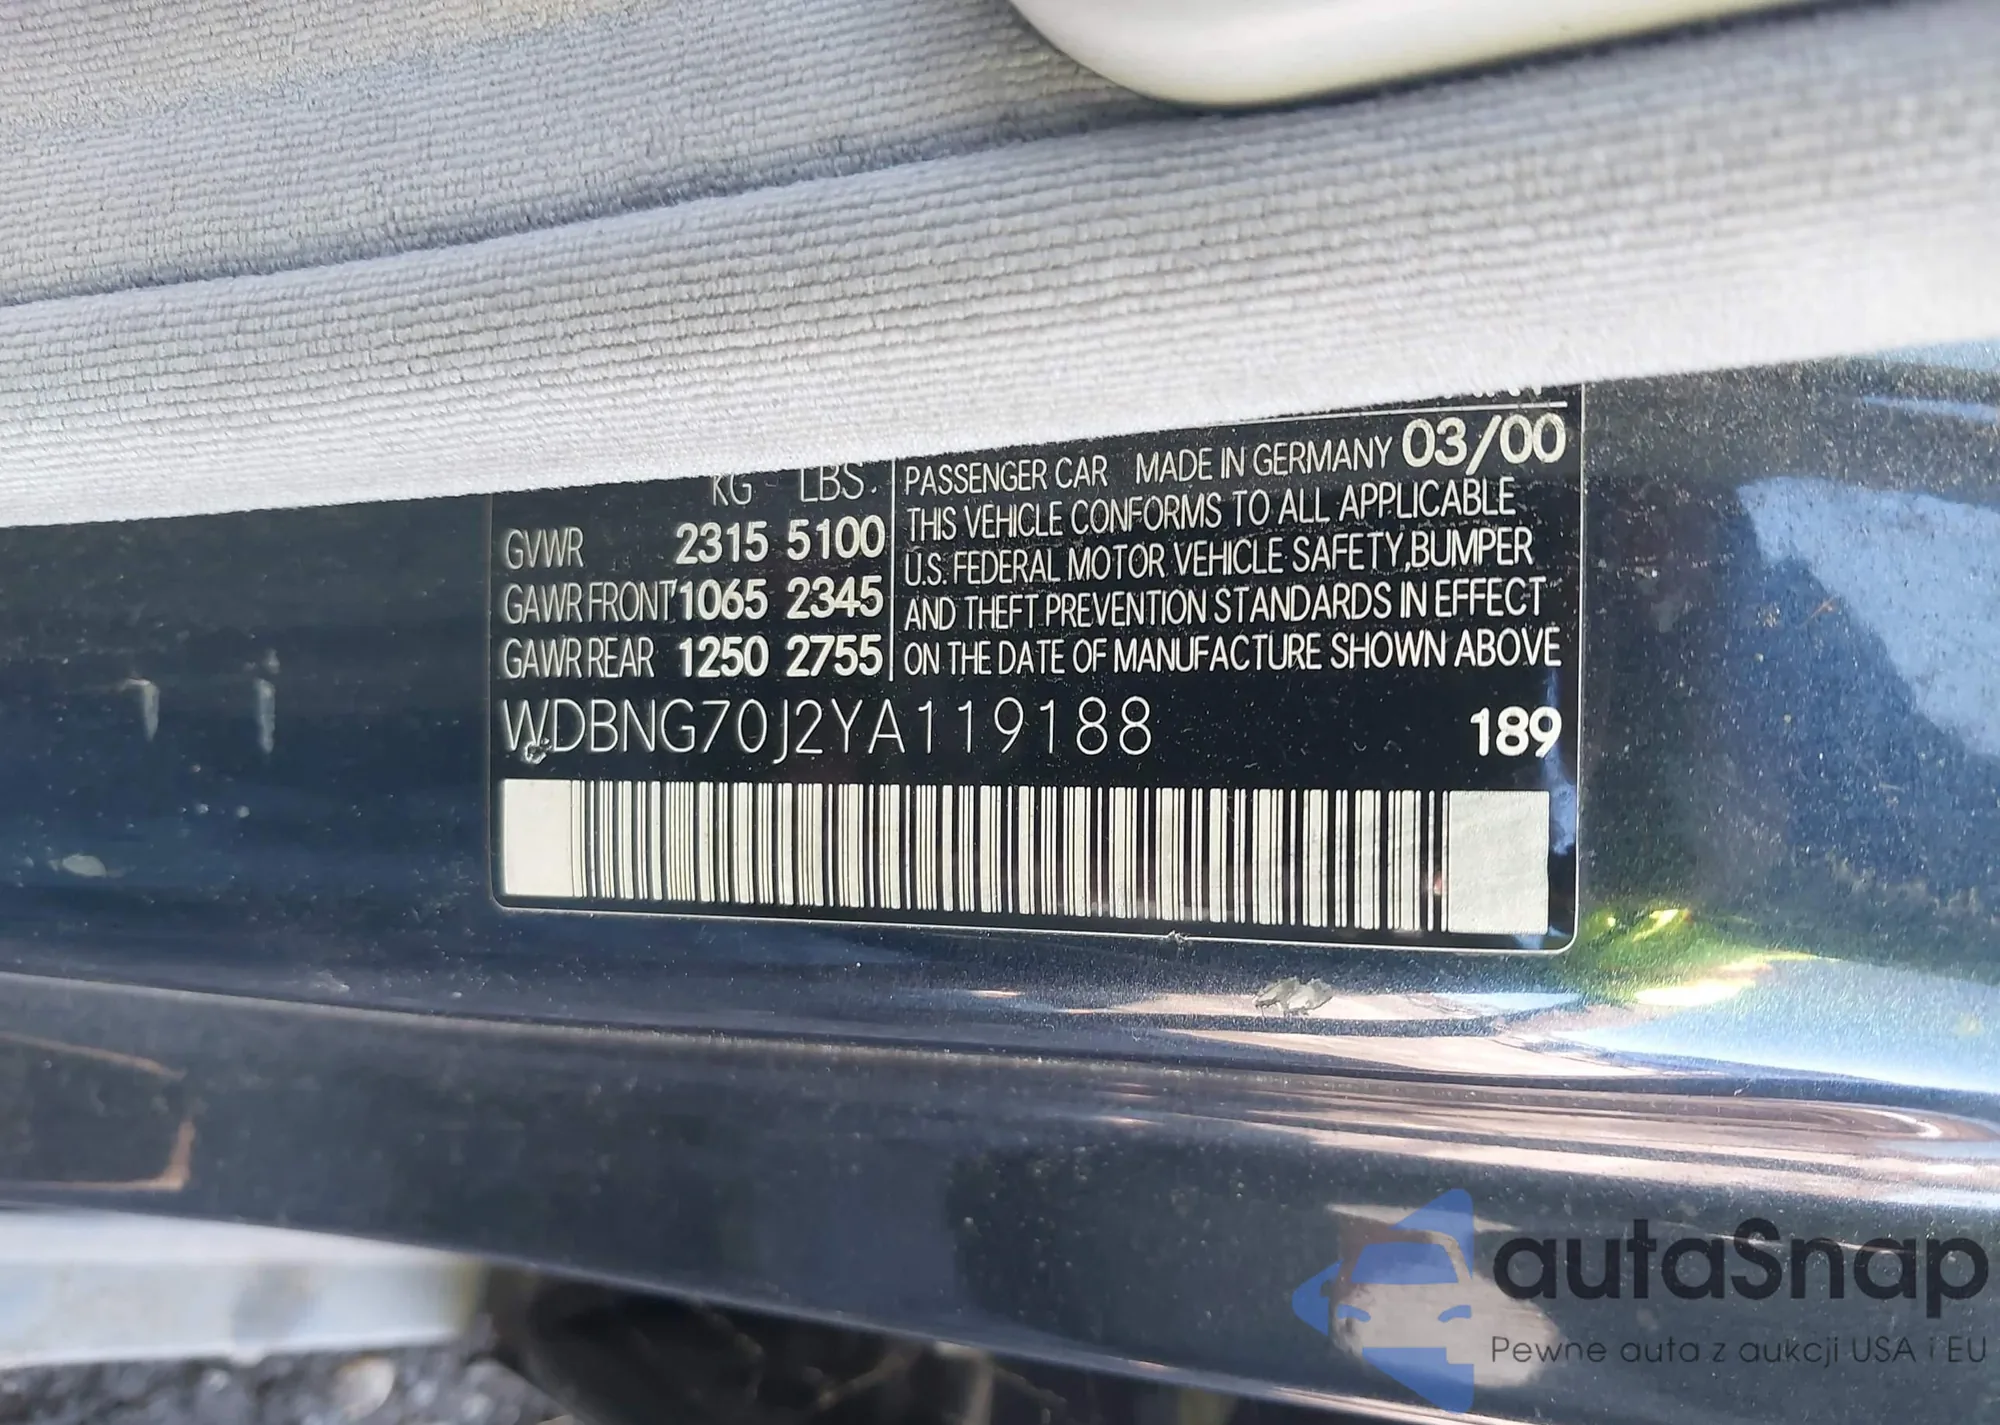 03/00
KG LBS.
GVWR 2315 5100
GAWR FRONT 1065 2345
GAWR REAR 1250 2755
PASSENGER CAR MADE IN GERMANY
THIS VEHICLE CONFORMS TO ALL APPLICABLE
U.S. FEDERAL MOTOR VEHICLE SAFETY, BUMPER
AND THEFT PREVENTION STANDARDS IN EFFECT
ON THE DATE OF MANUFACTURE SHOWN ABOVE
WDBNG70J2YA119188 189
autaSnap
Pewne auta z aukcji USA i EU